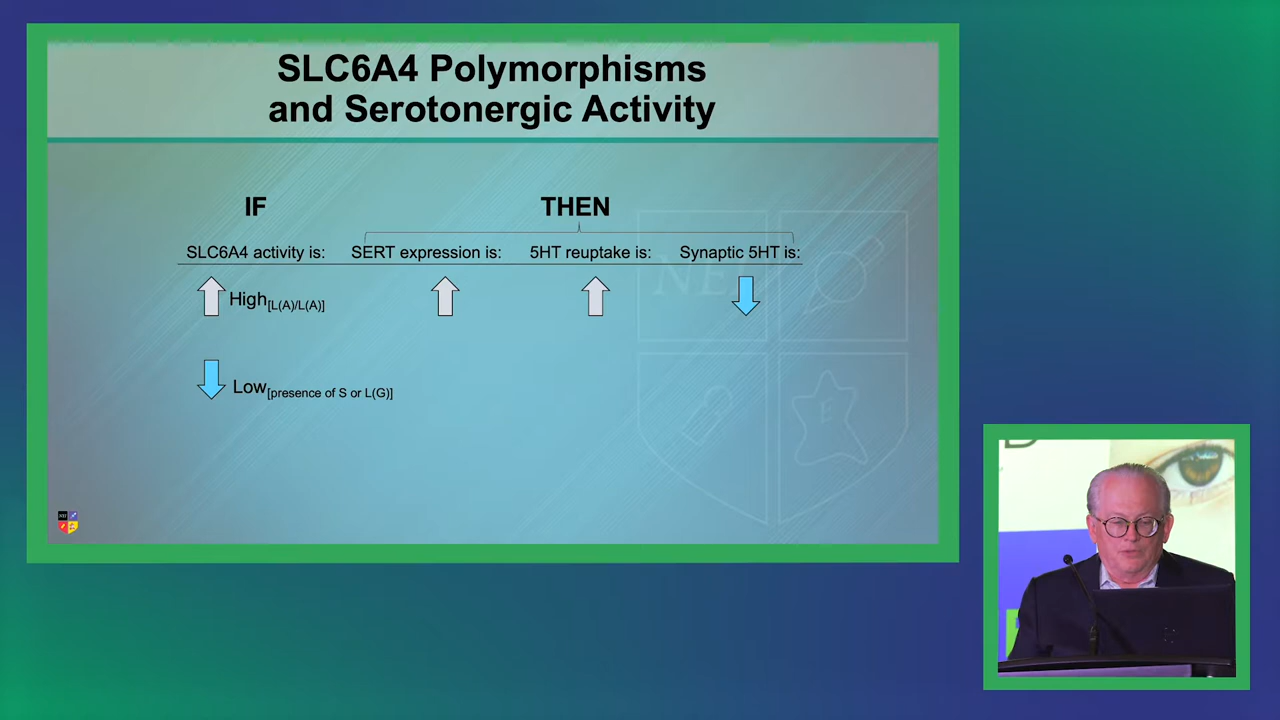 SLC6A4 Polymorphisms
and Serotonergic Activity
IF
THEN
SLC6A4 activity is:
SERT expression is:
5HT reuptake is:
Synaptic 5HT is:
High[L(A)/L(A)]
Low[presence of S or L(G)]
NEI